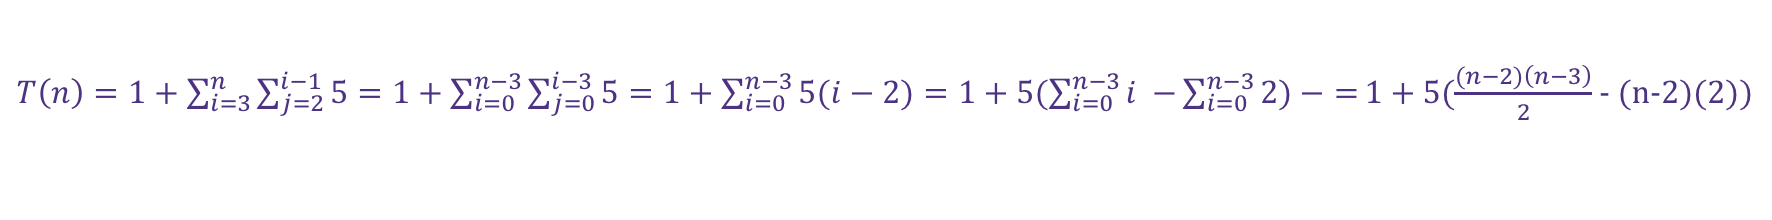 T(n) = 1 + ∑_{i=3}^{n} ∑_{j=2}^{i−1} 5 = 1 + ∑_{i=0}^{n−3} ∑_{j=0}^{i−3} 5 = 1 + ∑_{i=0}^{n−3} 5(i − 2) = 1 + 5(∑_{i=0}^{n−3} i − ∑_{i=0}^{n−3} 2) − = 1 + 5(\frac{(n−2)(n−3)}{2} - (n-2)(2))